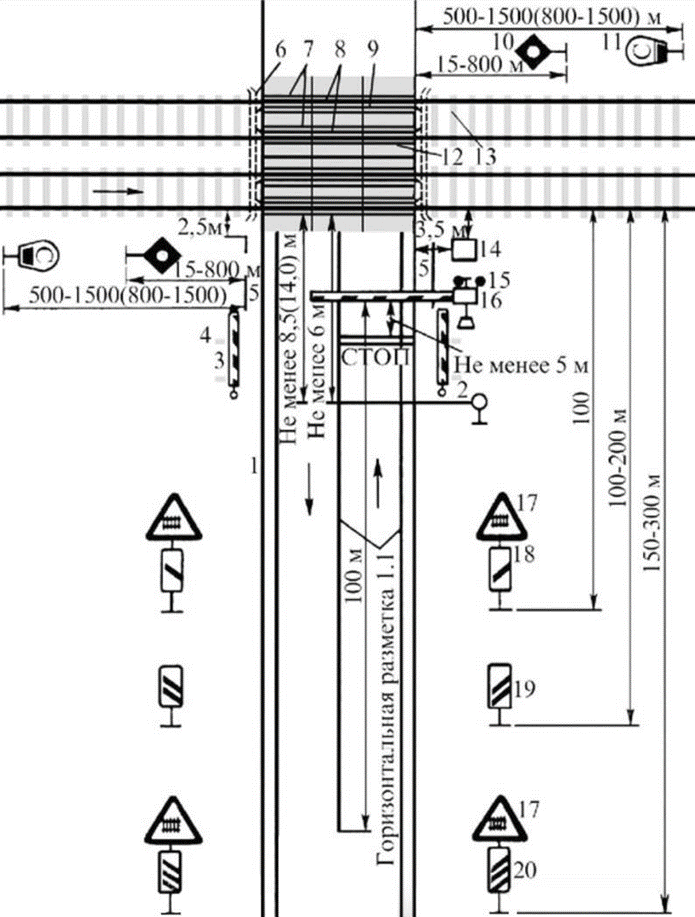 500-1500(800-1500) м
6
7
8
9
10
11
15-800 м
12
13
2,5м
3,5 м
14
С
С
15-800 м
500-1500(800-1500)
5
5
15
16
4
3
Не менее 8,5(14,0) м
Не менее 6 м
СТОП
Не менее 5 м
2
1
100
100-200 м
150-300 м
17
18
100 м
Горизонтальная разметка 1.1
19
17
20